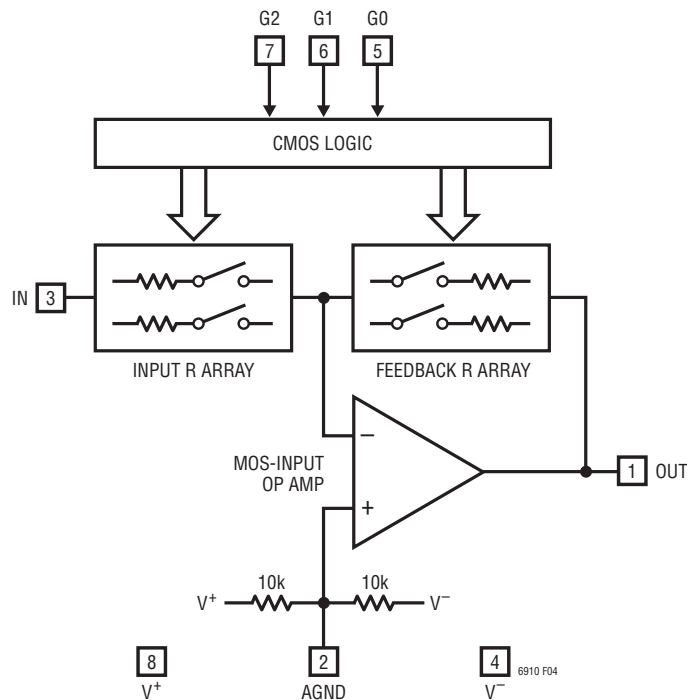 G2 G1 G0
7 6 5
CMOS LOGIC
IN 3
INPUT R ARRAY FEEDBACK R ARRAY
MOS-INPUT
OP AMP
−
+
1 OUT
10k 10k
V+ V−
8 2 4
V+ AGND V−
6910 F04